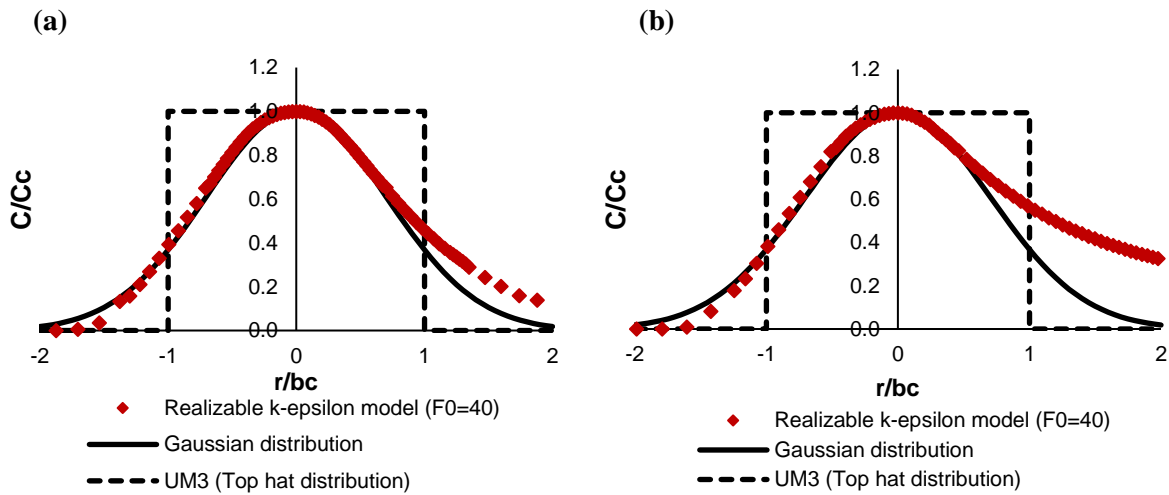 (a)
1.2
1.0
0.8
0.6
0.4
0.2
0.0
-2 -1 0 1 2
C/Cc
r/bc
Realizable k-epsilon model (F0=40)
Gaussian distribution
UM3 (Top hat distribution)
(b)
1.2
1.0
0.8
0.6
0.4
0.2
0.0
-2 -1 0 1 2
C/Cc
r/bc
Realizable k-epsilon model (F0=40)
Gaussian distribution
UM3 (Top hat distribution)